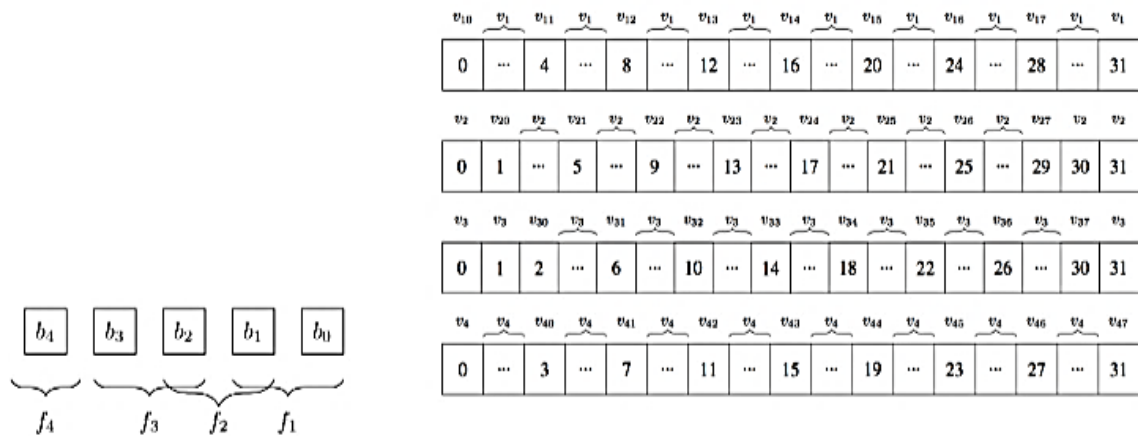 v₁₀ v₁ v₁₁ v₁ v₁₂ v₁ v₁₃ v₁ v₁₄ v₁ v₁₅ v₁ v₁₆ v₁ v₁₇ v₁ v₁
0 ... 4 ... 8 ... 12 ... 16 ... 20 ... 24 ... 28 ... 31
v₂ v₂₀ v₂ v₂₁ v₂ v₂₂ v₂ v₂₃ v₂ v₂₄ v₂ v₂₅ v₂ v₂₆ v₂ v₂₇ v₂ v₂
0 1 ... 5 ... 9 ... 13 ... 17 ... 21 ... 25 ... 29 30 31
v₃ v₃ v₃₀ v₃ v₃₁ v₃ v₃₂ v₃ v₃₃ v₃ v₃₄ v₃ v₃₅ v₃ v₃₆ v₃ v₃₇ v₃
0 1 2 ... 6 ... 10 ... 14 ... 18 ... 22 ... 26 ... 30 31
v₄ v₄ v₄₀ v₄ v₄₁ v₄ v₄₂ v₄ v₄₃ v₄ v₄₄ v₄ v₄₅ v₄ v₄₆ v₄ v₄₇
0 ... 3 ... 7 ... 11 ... 15 ... 19 ... 23 ... 27 ... 31
b₄ b₃ b₂ b₁ b₀
f₄ f₃ f₂ f₁